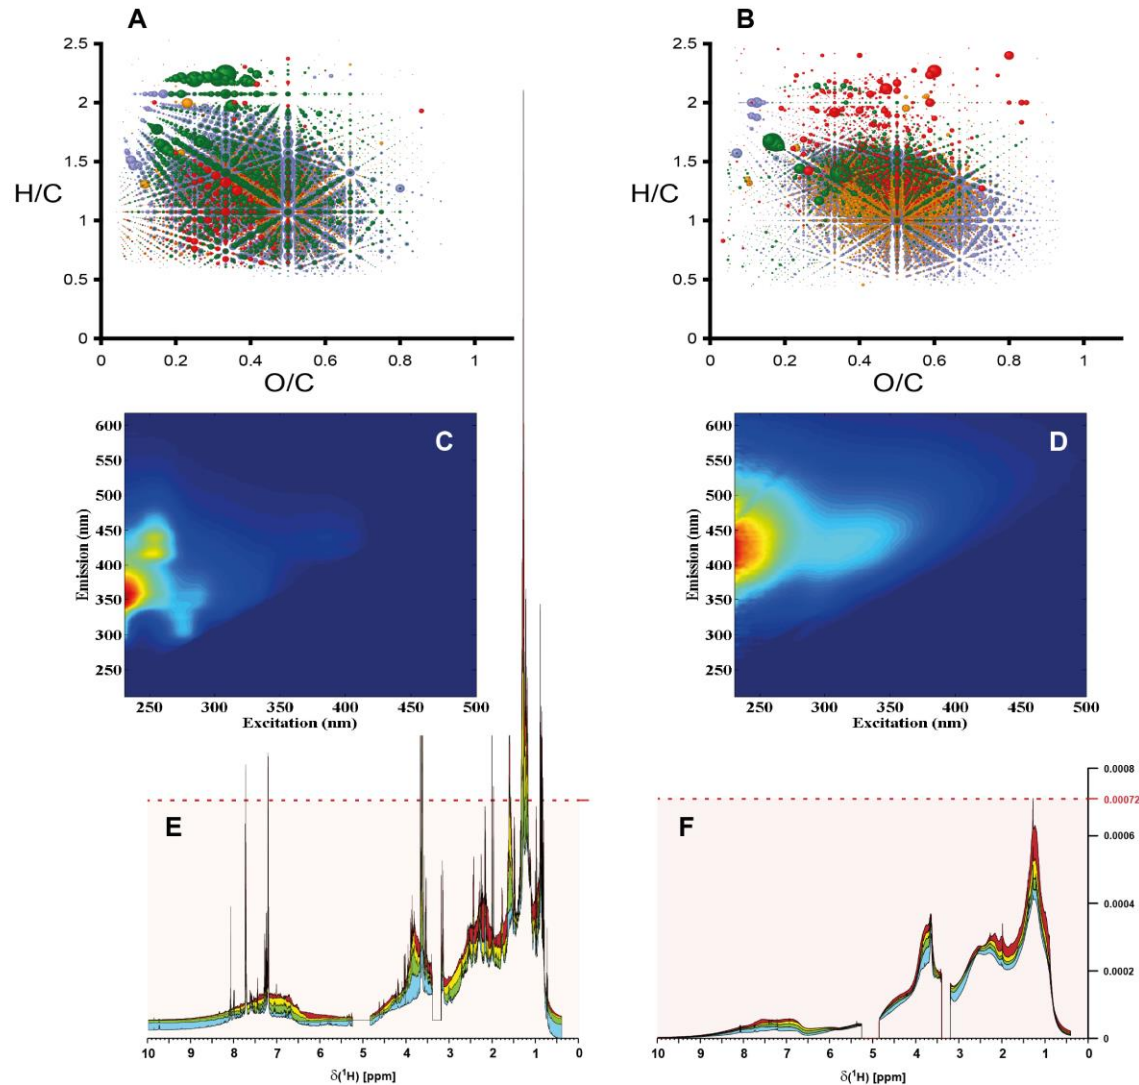 A
B
2.5
2
1.5
H/C
1
0.5
0
0 0.2 0.4 0.6 0.8 1
O/C
2.5
2
1.5
H/C
1
0.5
0
0 0.2 0.4 0.6 0.8 1
O/C
C
600
550
500
450
400
350
300
250
Emission (nm)
250 300 350 400 450 500
Excitation (nm)
D
600
550
500
450
400
350
300
250
Emission (nm)
250 300 350 400 450 500
Excitation (nm)
E
10 9 8 7 6 5 4 3 2 1 0
δ(¹H) [ppm]
F
0.0008
0.00072
0.0006
0.0004
0.0002
0
10 9 8 7 6 5 4 3 2 1 0
δ(¹H) [ppm]